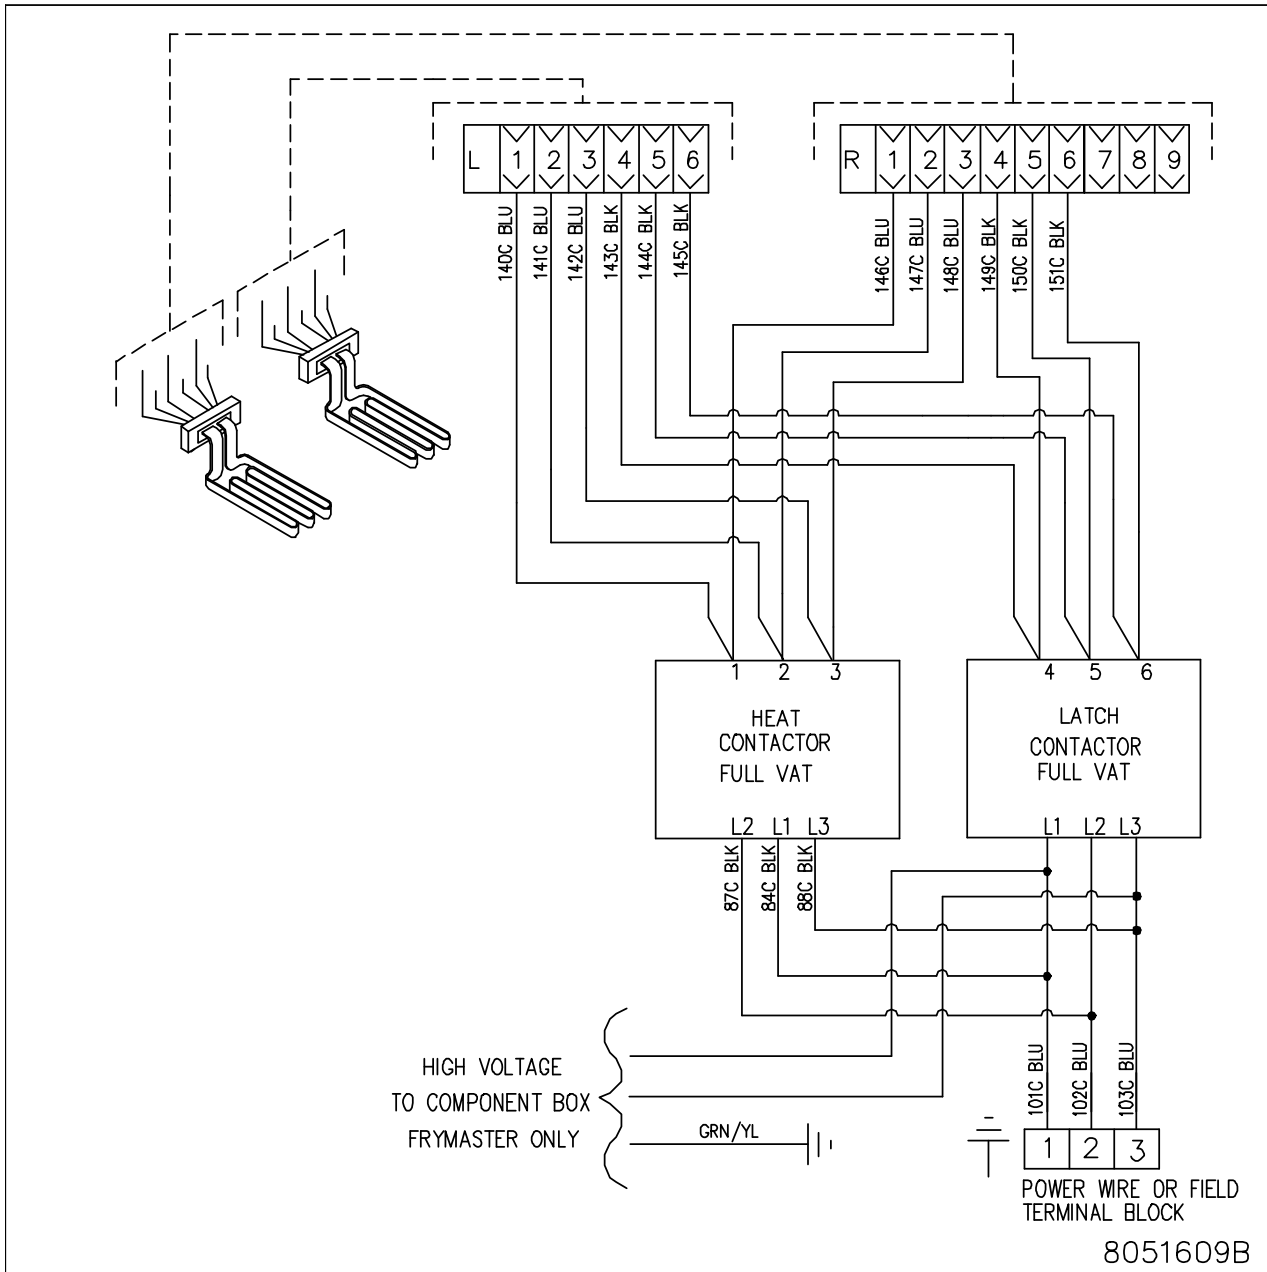 L 1 2 3 4 5 6
R 1 2 3 4 5 6 7 8 9
140C BLU
141C BLU
142C BLU
143C BLK
144C BLK
145C BLK
146C BLU
147C BLU
148C BLU
149C BLK
150C BLK
151C BLK
1 2 3
HEAT
CONTACTOR
FULL VAT
L2 L1 L3
4 5 6
LATCH
CONTACTOR
FULL VAT
L1 L2 L3
87C BLK
84C BLK
88C BLK
HIGH VOLTAGE
TO COMPONENT BOX
FRYMASTER ONLY
GRN/YL
101C BLU
102C BLU
103C BLU
1 2 3
POWER WIRE OR FIELD
TERMINAL BLOCK
8051609B